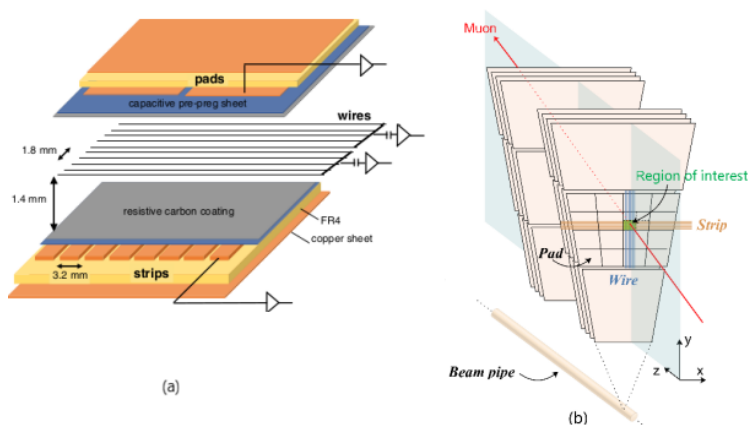 pads
capacitive pre-preg sheet
wires
1.8 mm
1.4 mm
resistive carbon coating
FR4
copper sheet
3.2 mm
strips
(a)
Muon
Region of interest
Strip
Pad
Wire
Beam pipe
y
z
x
(b)